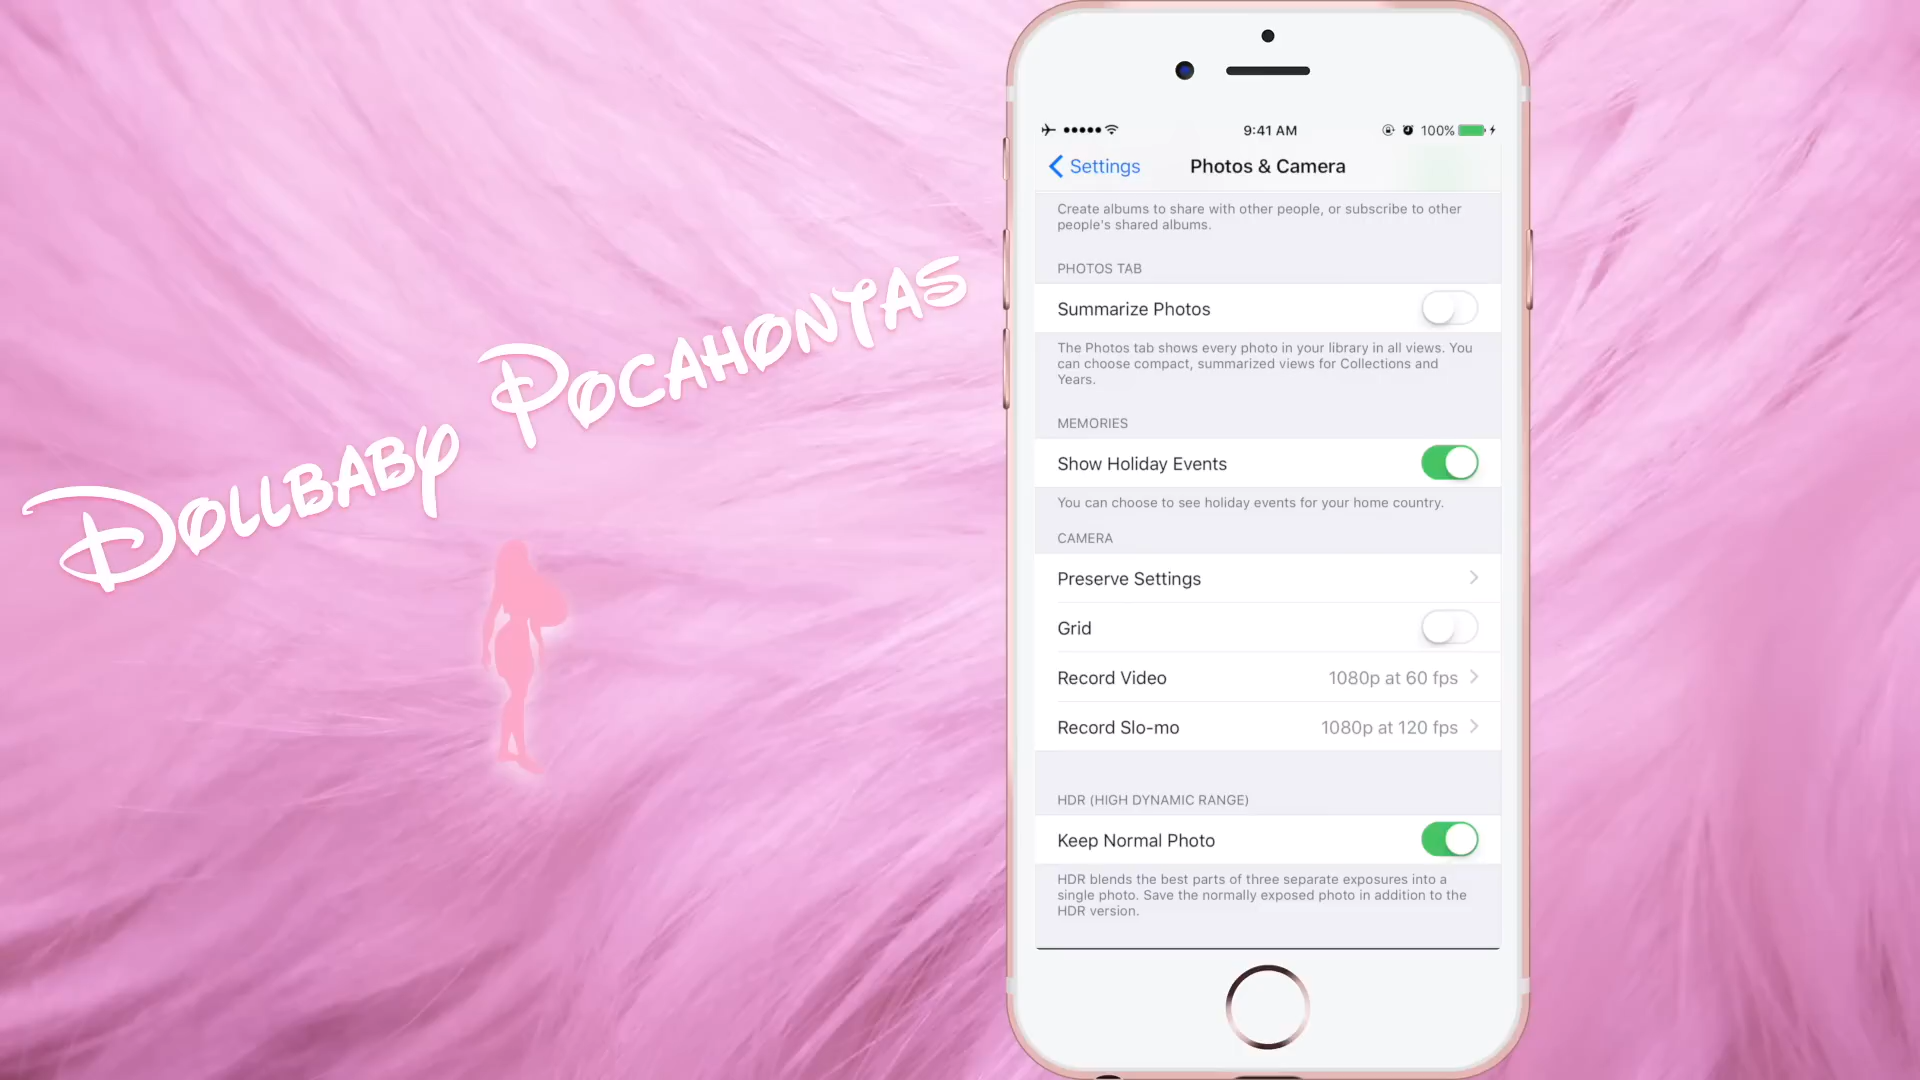 DOLLBABY POCAHONTAS
9:41 AM
100%
Settings
Photos & Camera
Create albums to share with other people, or subscribe to other
people's shared albums.
PHOTOS TAB
Summarize Photos
The Photos tab shows every photo in your library in all views. You
can choose compact, summarized views for Collections and
Years.
MEMORIES
Show Holiday Events
You can choose to see holiday events for your home country.
CAMERA
Preserve Settings
Grid
Record Video 1080p at 60 fps
Record Slo-mo 1080p at 120 fps
HDR (HIGH DYNAMIC RANGE)
Keep Normal Photo
HDR blends the best parts of three separate exposures into a
single photo. Save the normally exposed photo in addition to the
HDR version.